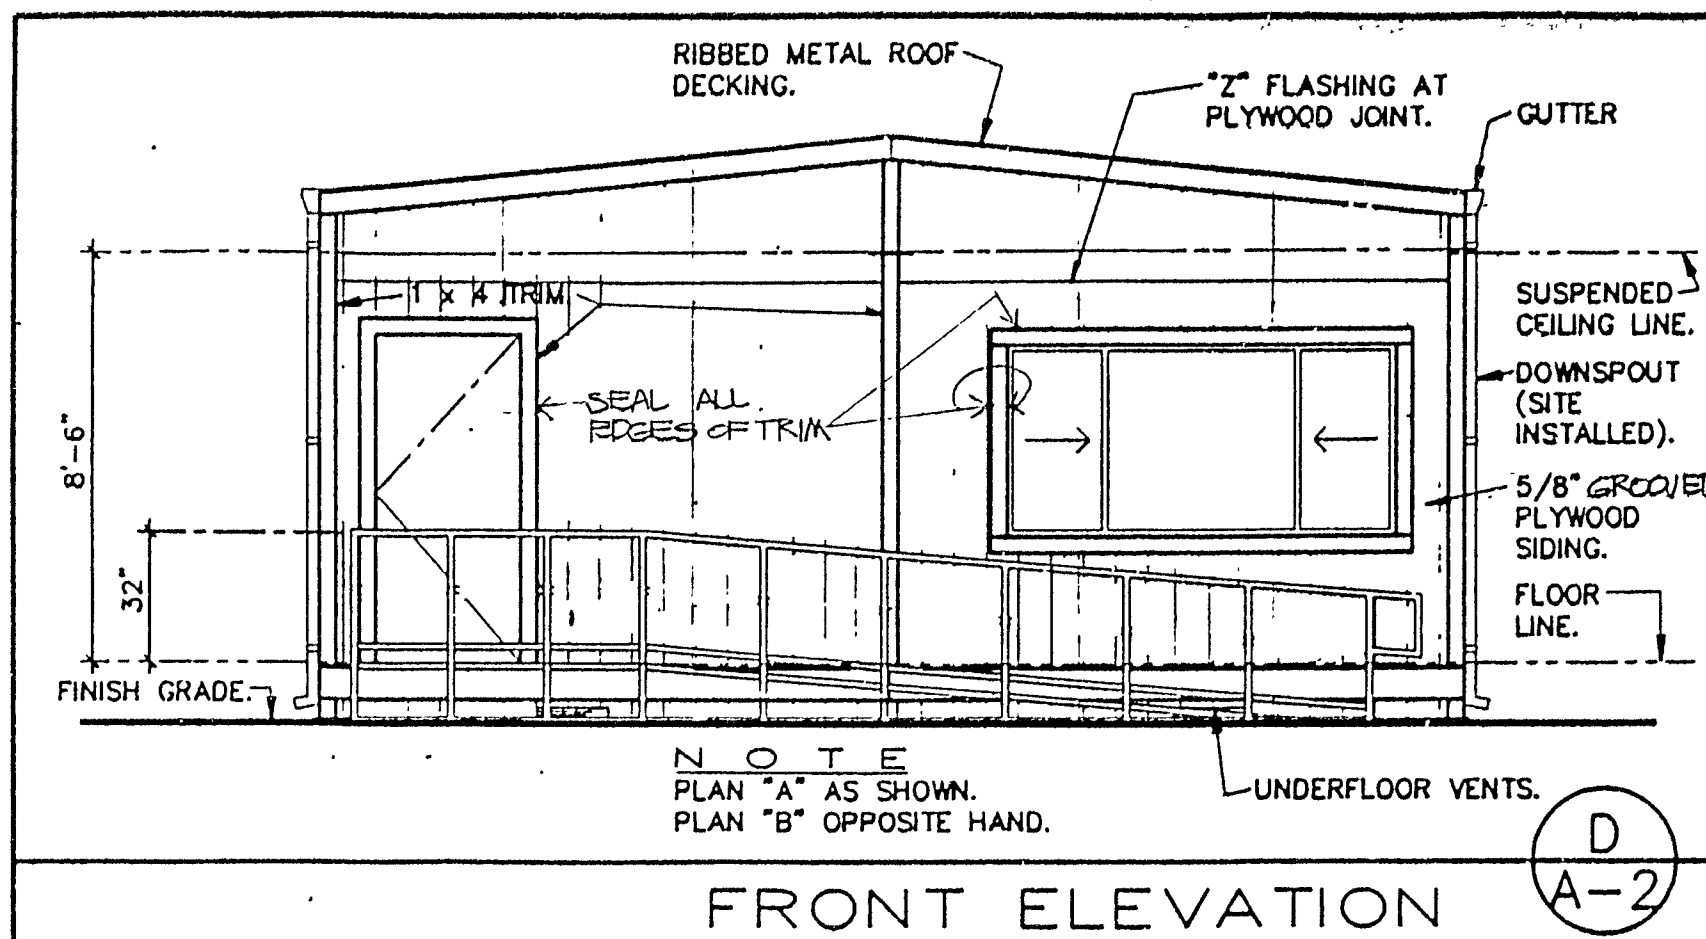 RIBBED METAL ROOF
DECKING.
"Z" FLASHING AT
PLYWOOD JOINT.
GUTTER
1 x 4 TRIM
SUSPENDED
CEILING LINE.
DOWNSPOUT
(SITE
INSTALLED).
SEAL ALL
EDGES OF TRIM
8'-6"
5/8" GROOVED
PLYWOOD
SIDING.
32"
FLOOR
LINE.
FINISH GRADE.
NOTE
PLAN "A" AS SHOWN.
PLAN "B" OPPOSITE HAND.
UNDERFLOOR VENTS.
D
A-2
FRONT ELEVATION